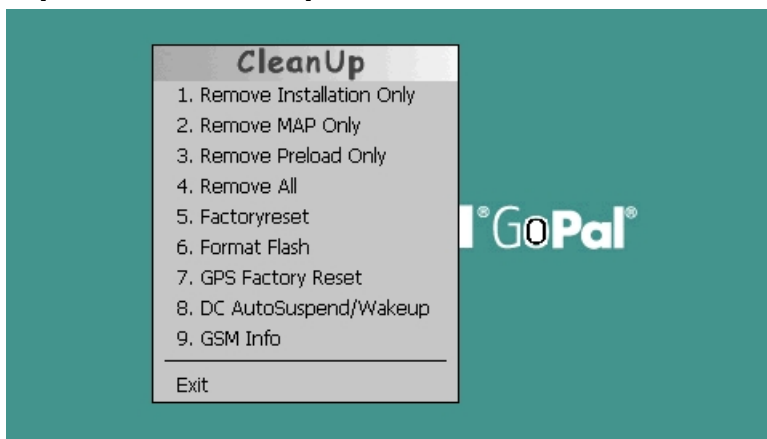 CleanUp
1. Remove Installation Only
2. Remove MAP Only
3. Remove Preload Only
4. Remove All
5. Factoryreset
6. Format Flash
7. GPS Factory Reset
8. DC AutoSuspend/Wakeup
9. GSM Info
Exit
®GoPal®